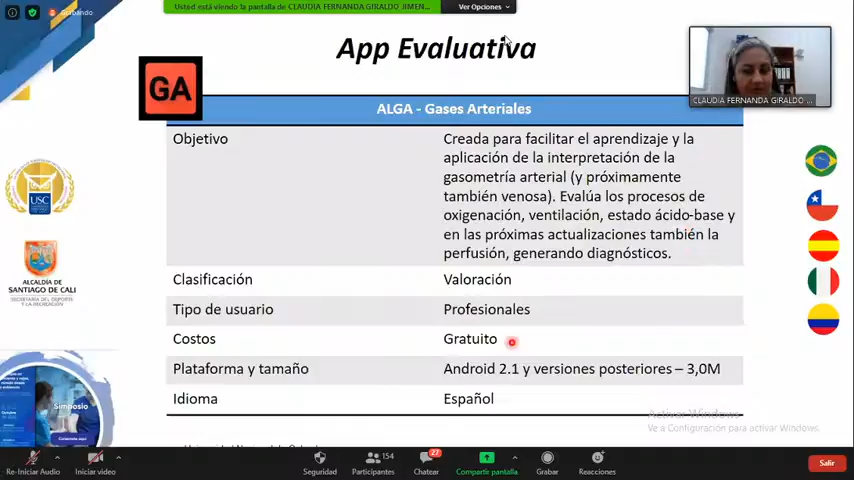 Grabando
Usted está viendo la pantalla de CLAUDIA FERNANDA GIRALDO JIMEN...
Ver Opciones
App Evaluativa
GA
CLAUDIA FERNANDA GIRALDO ...
ALGA - Gases Arteriales
Objetivo
Creada para facilitar el aprendizaje y la
aplicación de la interpretación de la
gasometría arterial (y próximamente
también venosa). Evalúa los procesos de
oxigenación, ventilación, estado ácido-base y
en las próximas actualizaciones también la
perfusión, generando diagnósticos.
Clasificación
Valoración
Tipo de usuario
Profesionales
Costos
Gratuito
Plataforma y tamaño
Android 2.1 y versiones posteriores – 3,0M
Idioma
Español
USC
ALCALDÍA DE
SANTIAGO DE CALI
SECRETARÍA DEL DEPORTE
Y LA RECREACIÓN
Simposio
Activar Windows
Ve a Configuración para activar Windows.
Re-Iniciar Audio
Iniciar video
Seguridad
154
Participantes
27
Chatear
Compartir pantalla
Grabar
Reacciones
Salir